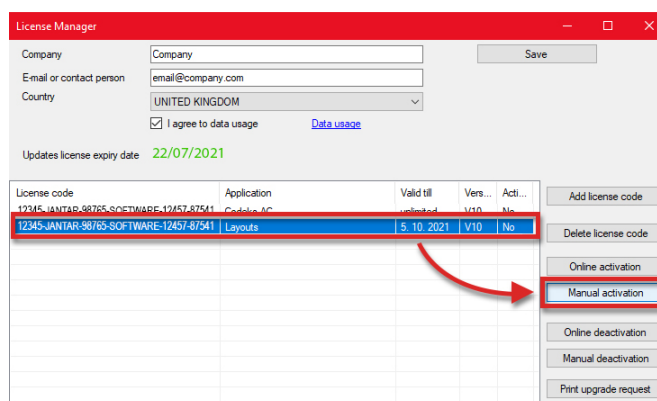 License Manager
Company Company Save
E-mail or contact person email@company.com
Country UNITED KINGDOM
I agree to data usage Data usage
Updates license expiry date 22/07/2021
License code Application Valid till Vers... Acti...
Add license code
12345-JANTAR-98765-SOFTWARE-12457-87541 unlimited V10 No
12345-JANTAR-98765-SOFTWARE-12457-87541 Layouts 5. 10. 2021 V10 No
Delete license code
Online activation
Manual activation
Online deactivation
Manual deactivation
Print upgrade request